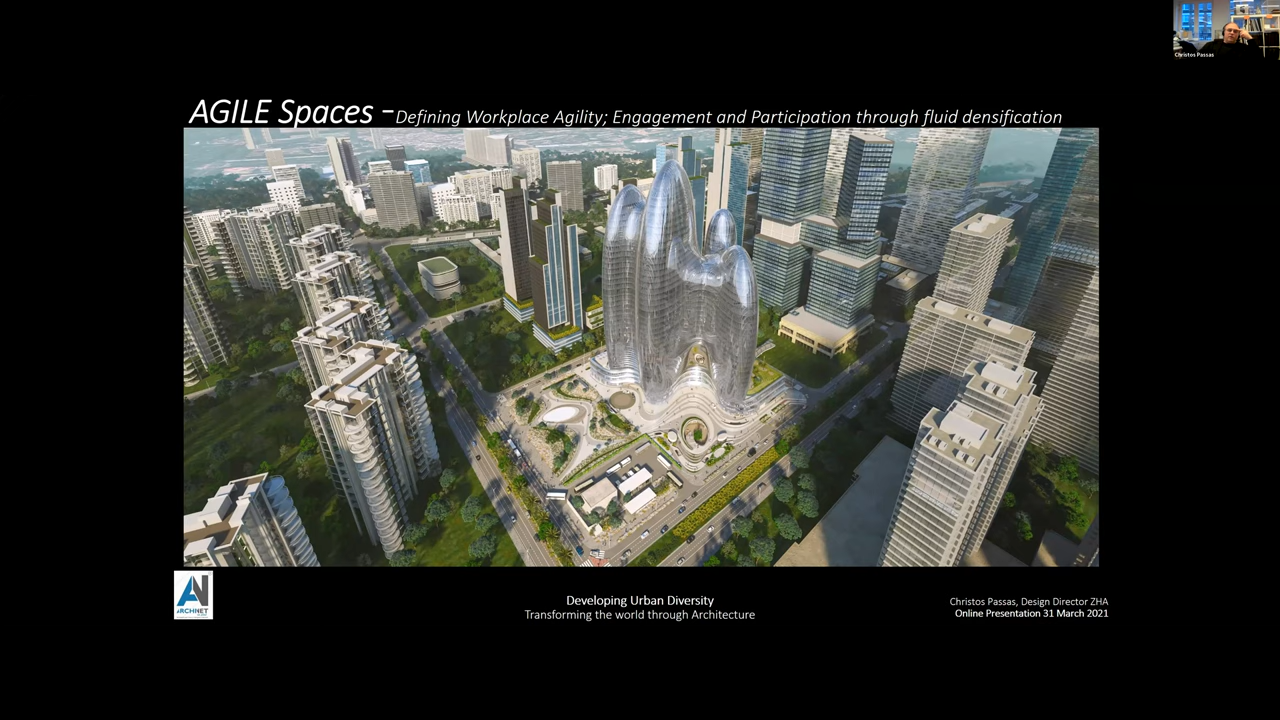 Christos Passas
AGILE Spaces – Defining Workplace Agility; Engagement and Participation through fluid densification
ARCHNET
Developing Urban Diversity
Transforming the world through Architecture
Christos Passas, Design Director ZHA
Online Presentation 31 March 2021